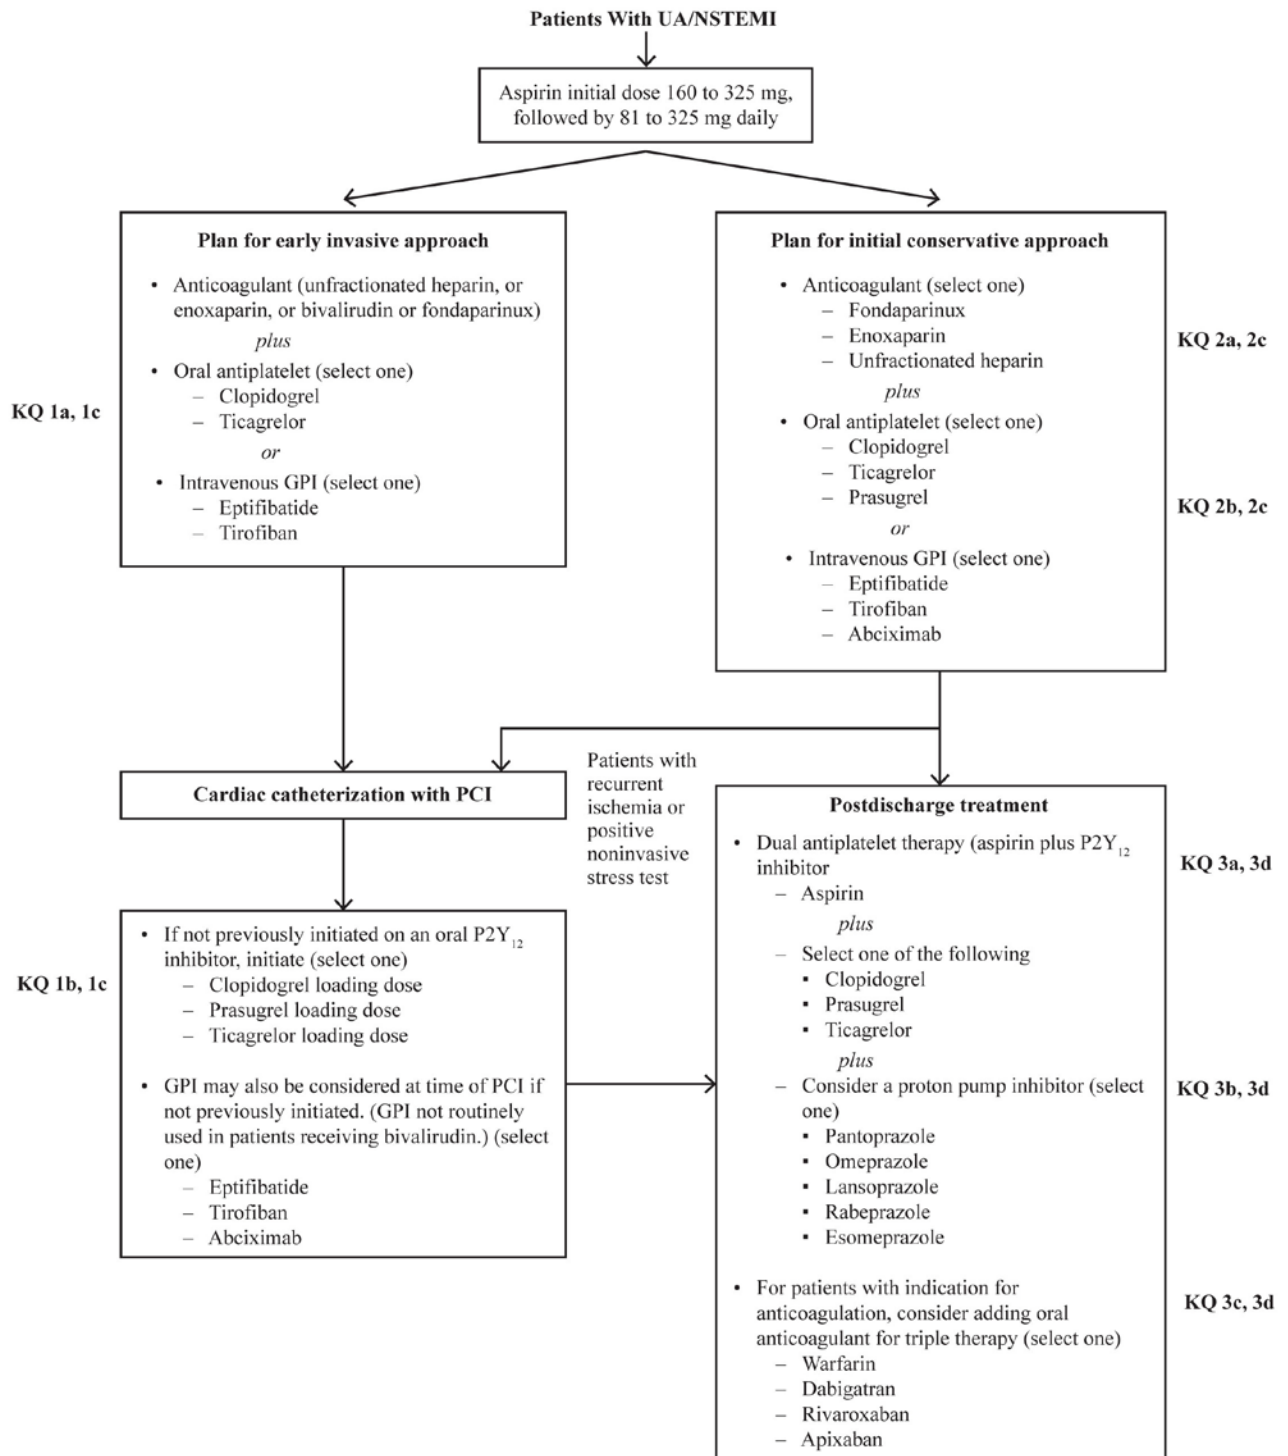 Patients With UA/NSTEMI
Aspirin initial dose 160 to 325 mg,
followed by 81 to 325 mg daily
Plan for early invasive approach
• Anticoagulant (unfractionated heparin, or
enoxaparin, or bivalirudin or fondaparinux)
plus
• Oral antiplatelet (select one)
– Clopidogrel
– Ticagrelor
or
• Intravenous GPI (select one)
– Eptifibatide
– Tirofiban
KQ 1a, 1c
Plan for initial conservative approach
• Anticoagulant (select one)
– Fondaparinux
– Enoxaparin
– Unfractionated heparin
plus
• Oral antiplatelet (select one)
– Clopidogrel
– Ticagrelor
– Prasugrel
or
• Intravenous GPI (select one)
– Eptifibatide
– Tirofiban
– Abciximab
KQ 2a, 2c
KQ 2b, 2c
Cardiac catheterization with PCI
Patients with
recurrent
ischemia or
positive
noninvasive
stress test
KQ 1b, 1c
• If not previously initiated on an oral P2Y₁₂
inhibitor, initiate (select one)
– Clopidogrel loading dose
– Prasugrel loading dose
– Ticagrelor loading dose
• GPI may also be considered at time of PCI if
not previously initiated. (GPI not routinely
used in patients receiving bivalirudin.) (select
one)
– Eptifibatide
– Tirofiban
– Abciximab
Postdischarge treatment
• Dual antiplatelet therapy (aspirin plus P2Y₁₂
inhibitor
– Aspirin
plus
– Select one of the following
▪ Clopidogrel
▪ Prasugrel
▪ Ticagrelor
plus
– Consider a proton pump inhibitor (select
one)
▪ Pantoprazole
▪ Omeprazole
▪ Lansoprazole
▪ Rabeprazole
▪ Esomeprazole
• For patients with indication for
anticoagulation, consider adding oral
anticoagulant for triple therapy (select one)
– Warfarin
– Dabigatran
– Rivaroxaban
– Apixaban
KQ 3a, 3d
KQ 3b, 3d
KQ 3c, 3d